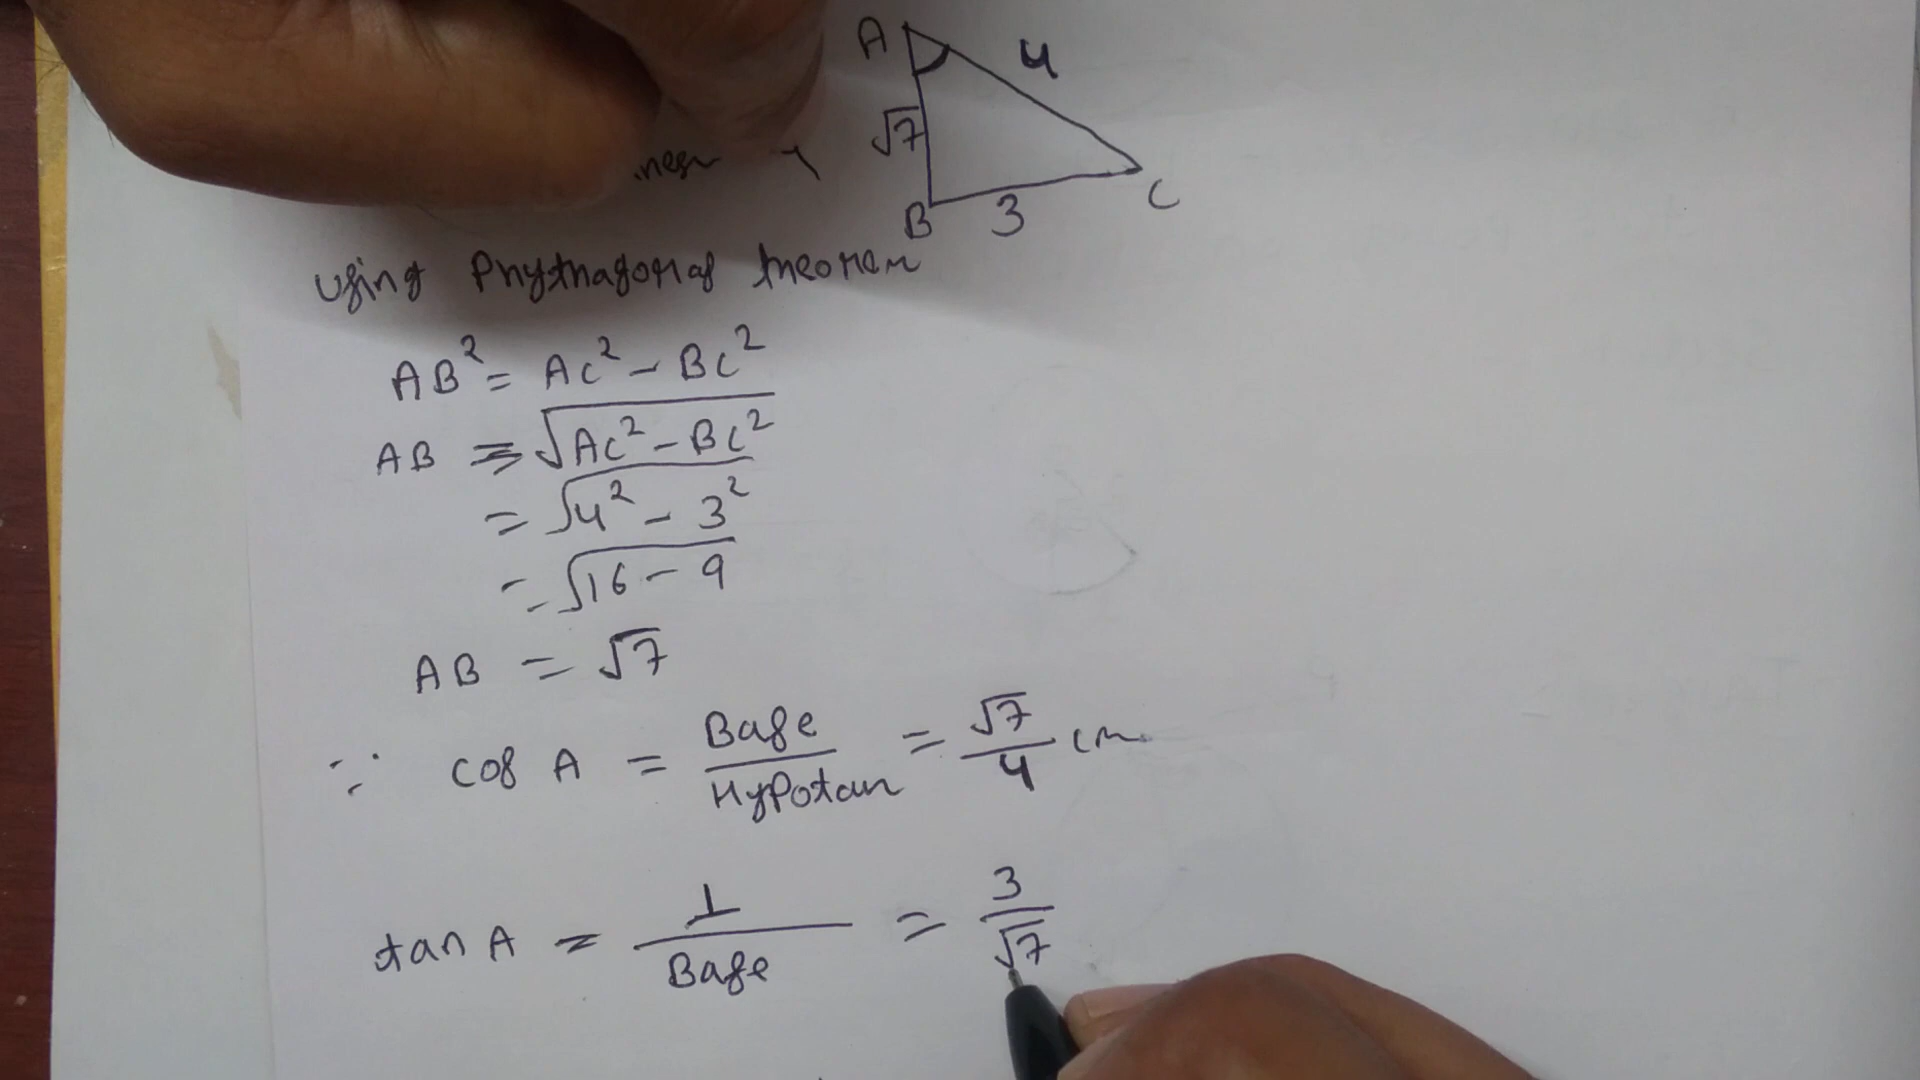 A
4
√7
B
3
C
Using Phythagoras theorem
AB² = AC² - BC²
AB = √AC² - BC²
= √4² - 3²
= √16 - 9
AB = √7
∵ cos A = Base/Hypotan = √7/4 cm
tan A = ⊥/Base = 3/√7